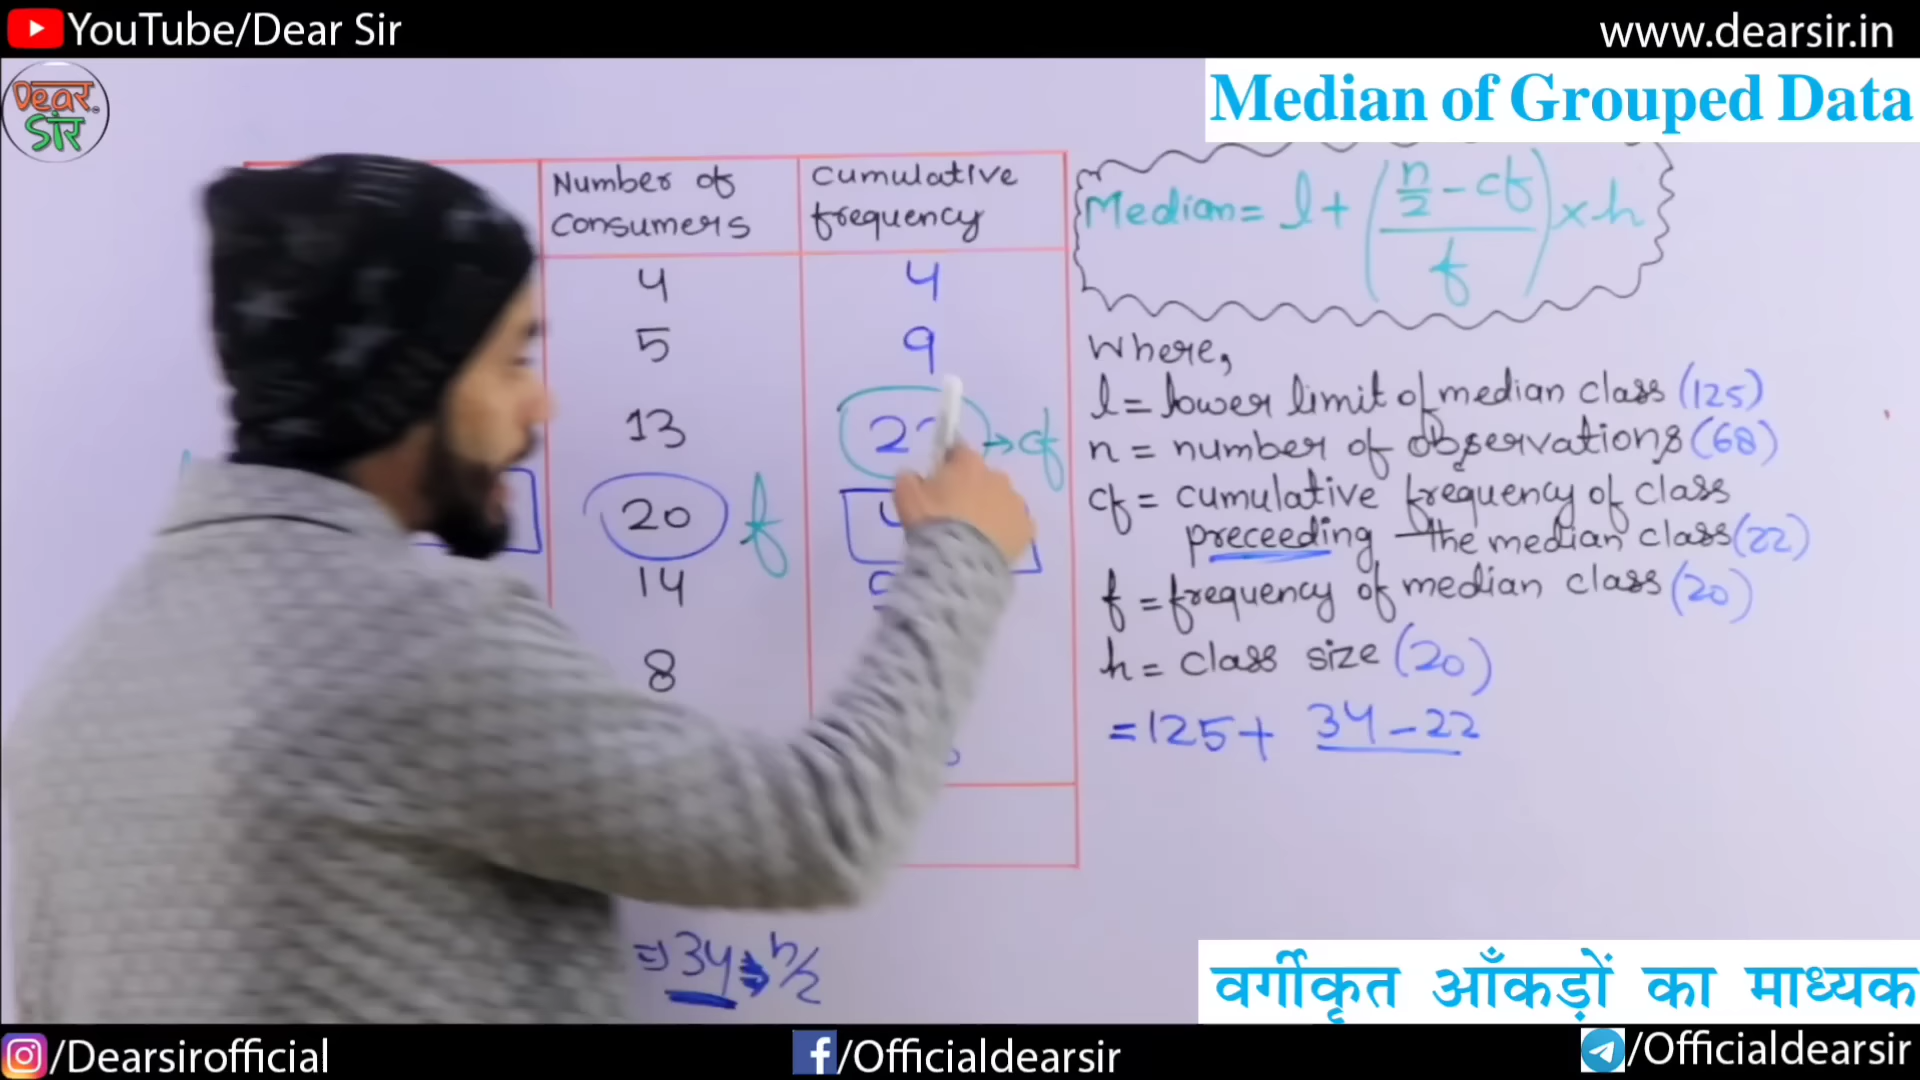 YouTube/Dear Sir
www.dearsir.in
Dear
Sir
Median of Grouped Data
Number of
Consumers
Cumulative
frequency
4 4
5 9
13 → cf
20 f
14
8
Median = l + ( n/2 - cf / f ) × h
Where,
l = lower limit of median class (125)
n = number of observations (68)
cf = cumulative frequency of class
preceeding the median class (22)
f = frequency of median class (20)
h = class size (20)
= 125 + 34 - 22
⇒ 34 → n/2
वर्गीकृत आँकड़ों का माध्यक
/Dearsirofficial
f/Officialdearsir
/Officialdearsir